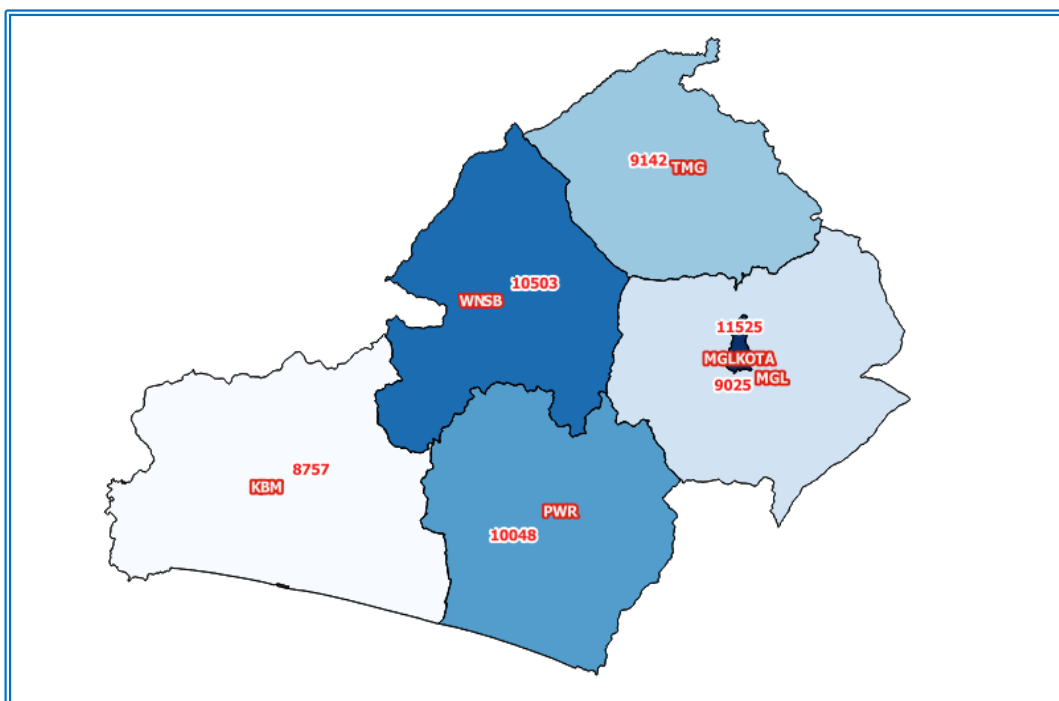 9142
TMG
10503
WNSB
11525
MGLKOTA
MGL
9025
8757
KBM
PWR
10048